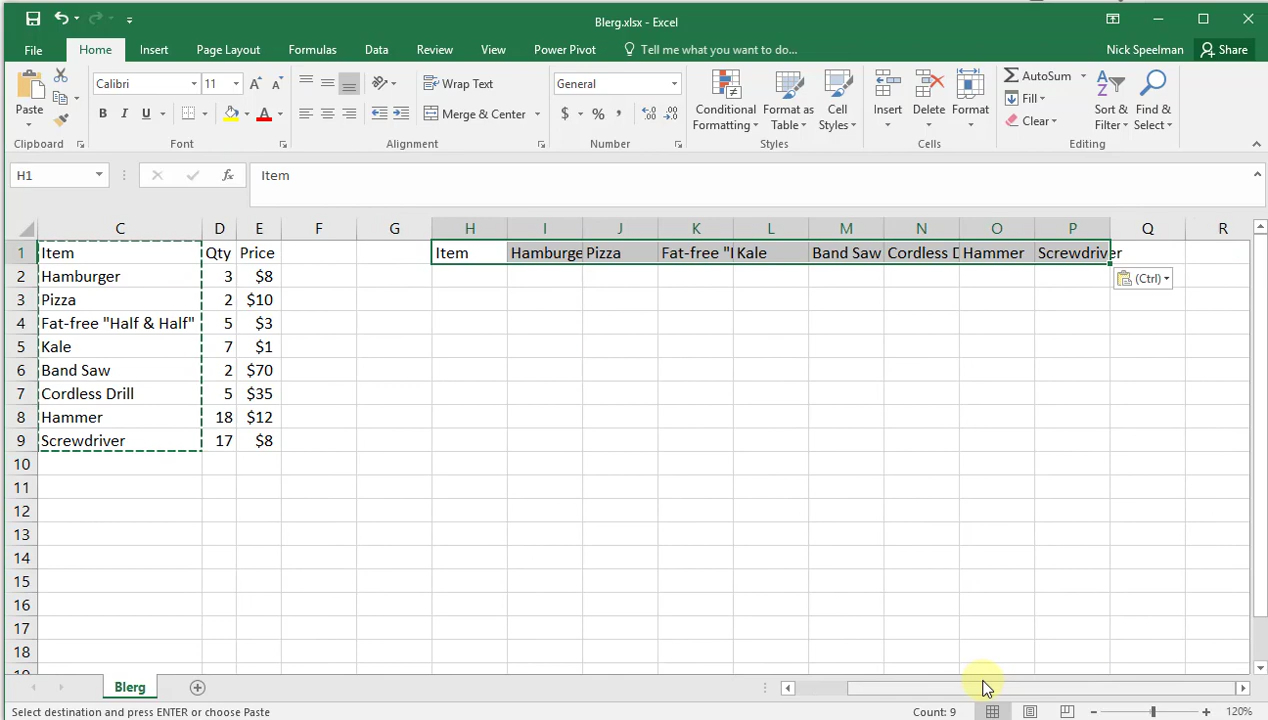 Blerg.xlsx - Excel
File Home Insert Page Layout Formulas Data Review View Power Pivot Tell me what you want to do... Nick Speelman Share
Paste
Clipboard
Calibri 11
B I U
Font
Wrap Text
Merge & Center
Alignment
General
$ % ,
Number
Conditional Formatting
Format as Table
Cell Styles
Styles
Insert Delete Format
Cells
AutoSum
Fill
Clear
Sort & Filter
Find & Select
Editing
H1 fx Item
C D E F G H I J K L M N O P Q R
1 Item Qty Price Item Hamburge Pizza Fat-free "I Kale Band Saw Cordless D Hammer Screwdriver
2 Hamburger 3 $8
(Ctrl)
3 Pizza 2 $10
4 Fat-free "Half & Half" 5 $3
5 Kale 7 $1
6 Band Saw 2 $70
7 Cordless Drill 5 $35
8 Hammer 18 $12
9 Screwdriver 17 $8
10
11
12
13
14
15
16
17
18
Blerg
Select destination and press ENTER or choose Paste Count: 9 120%